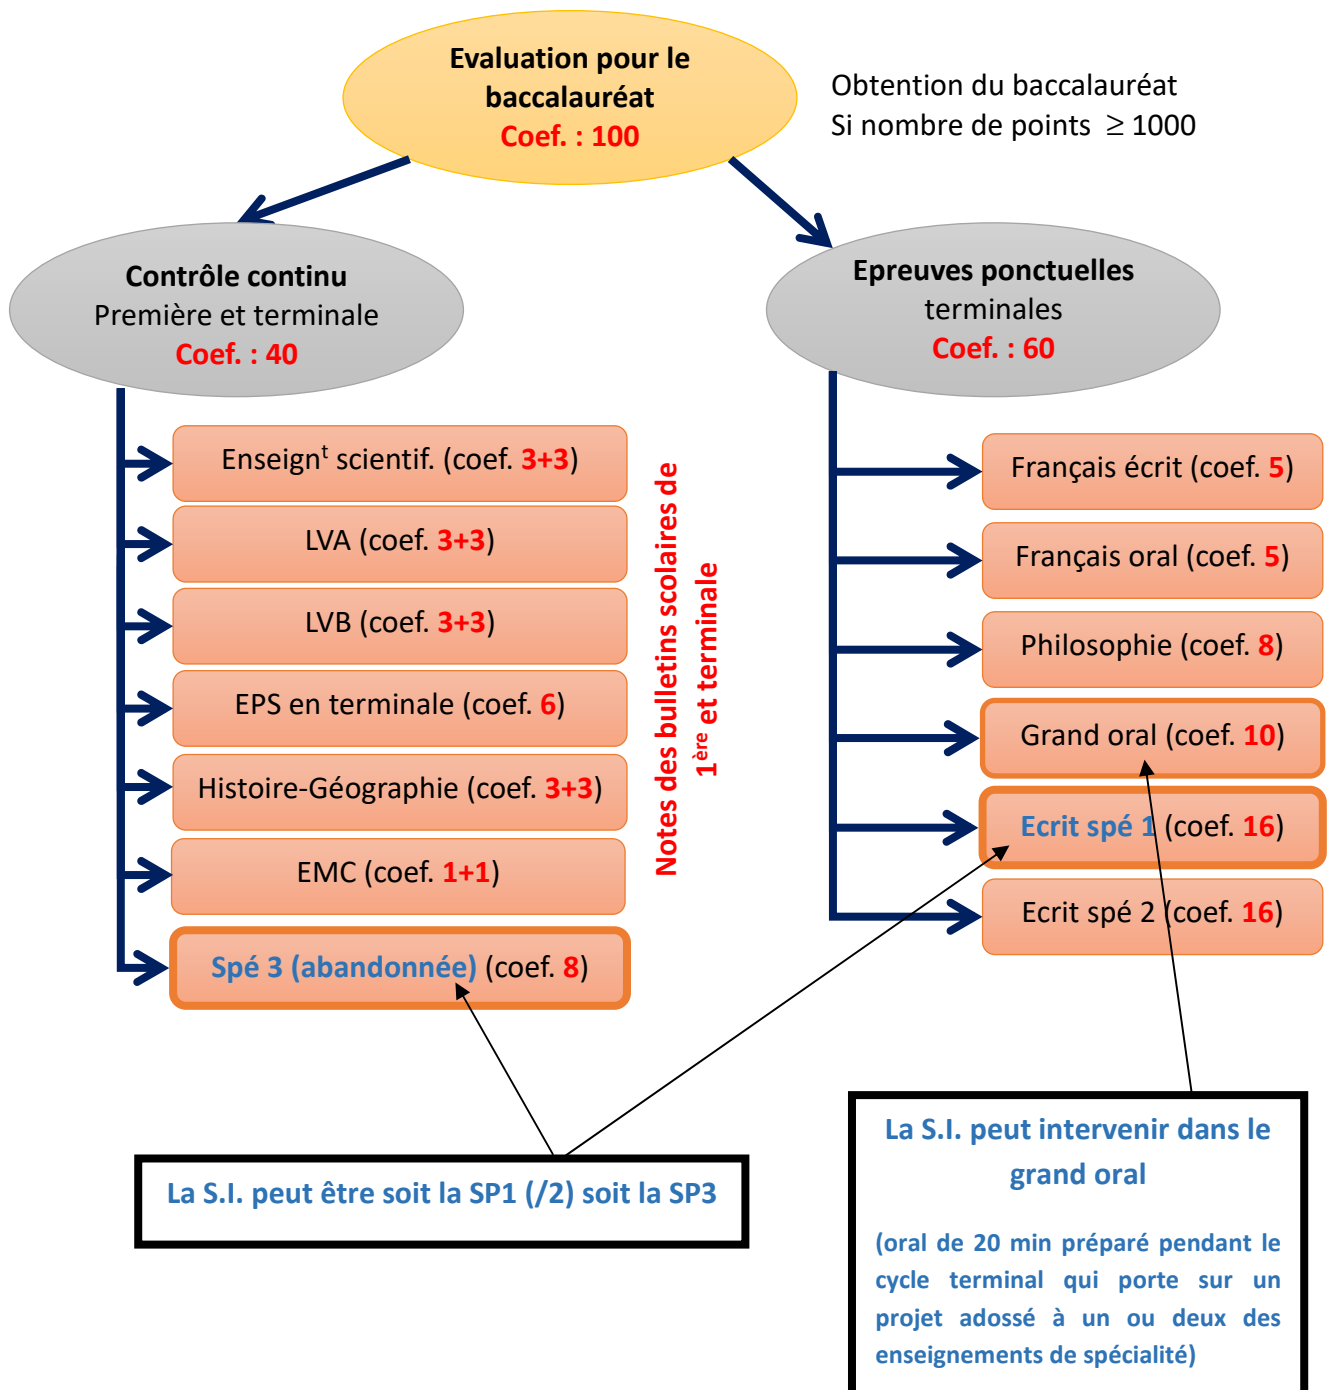 Evaluation pour le
baccalauréat
Coef. : 100
Obtention du baccalauréat
Si nombre de points ≥ 1000
Contrôle continu
Première et terminale
Coef. : 40
Epreuves ponctuelles
terminales
Coef. : 60
Enseignᵗ scientif. (coef. 3+3)
LVA (coef. 3+3)
LVB (coef. 3+3)
EPS en terminale (coef. 6)
Histoire-Géographie (coef. 3+3)
EMC (coef. 1+1)
Spé 3 (abandonnée) (coef. 8)
Notes des bulletins scolaires de
1ère et terminale
Français écrit (coef. 5)
Français oral (coef. 5)
Philosophie (coef. 8)
Grand oral (coef. 10)
Ecrit spé 1 (coef. 16)
Ecrit spé 2 (coef. 16)
La S.I. peut être soit la SP1 (/2) soit la SP3
La S.I. peut intervenir dans le
grand oral
(oral de 20 min préparé pendant le
cycle terminal qui porte sur un
projet adossé à un ou deux des
enseignements de spécialité)